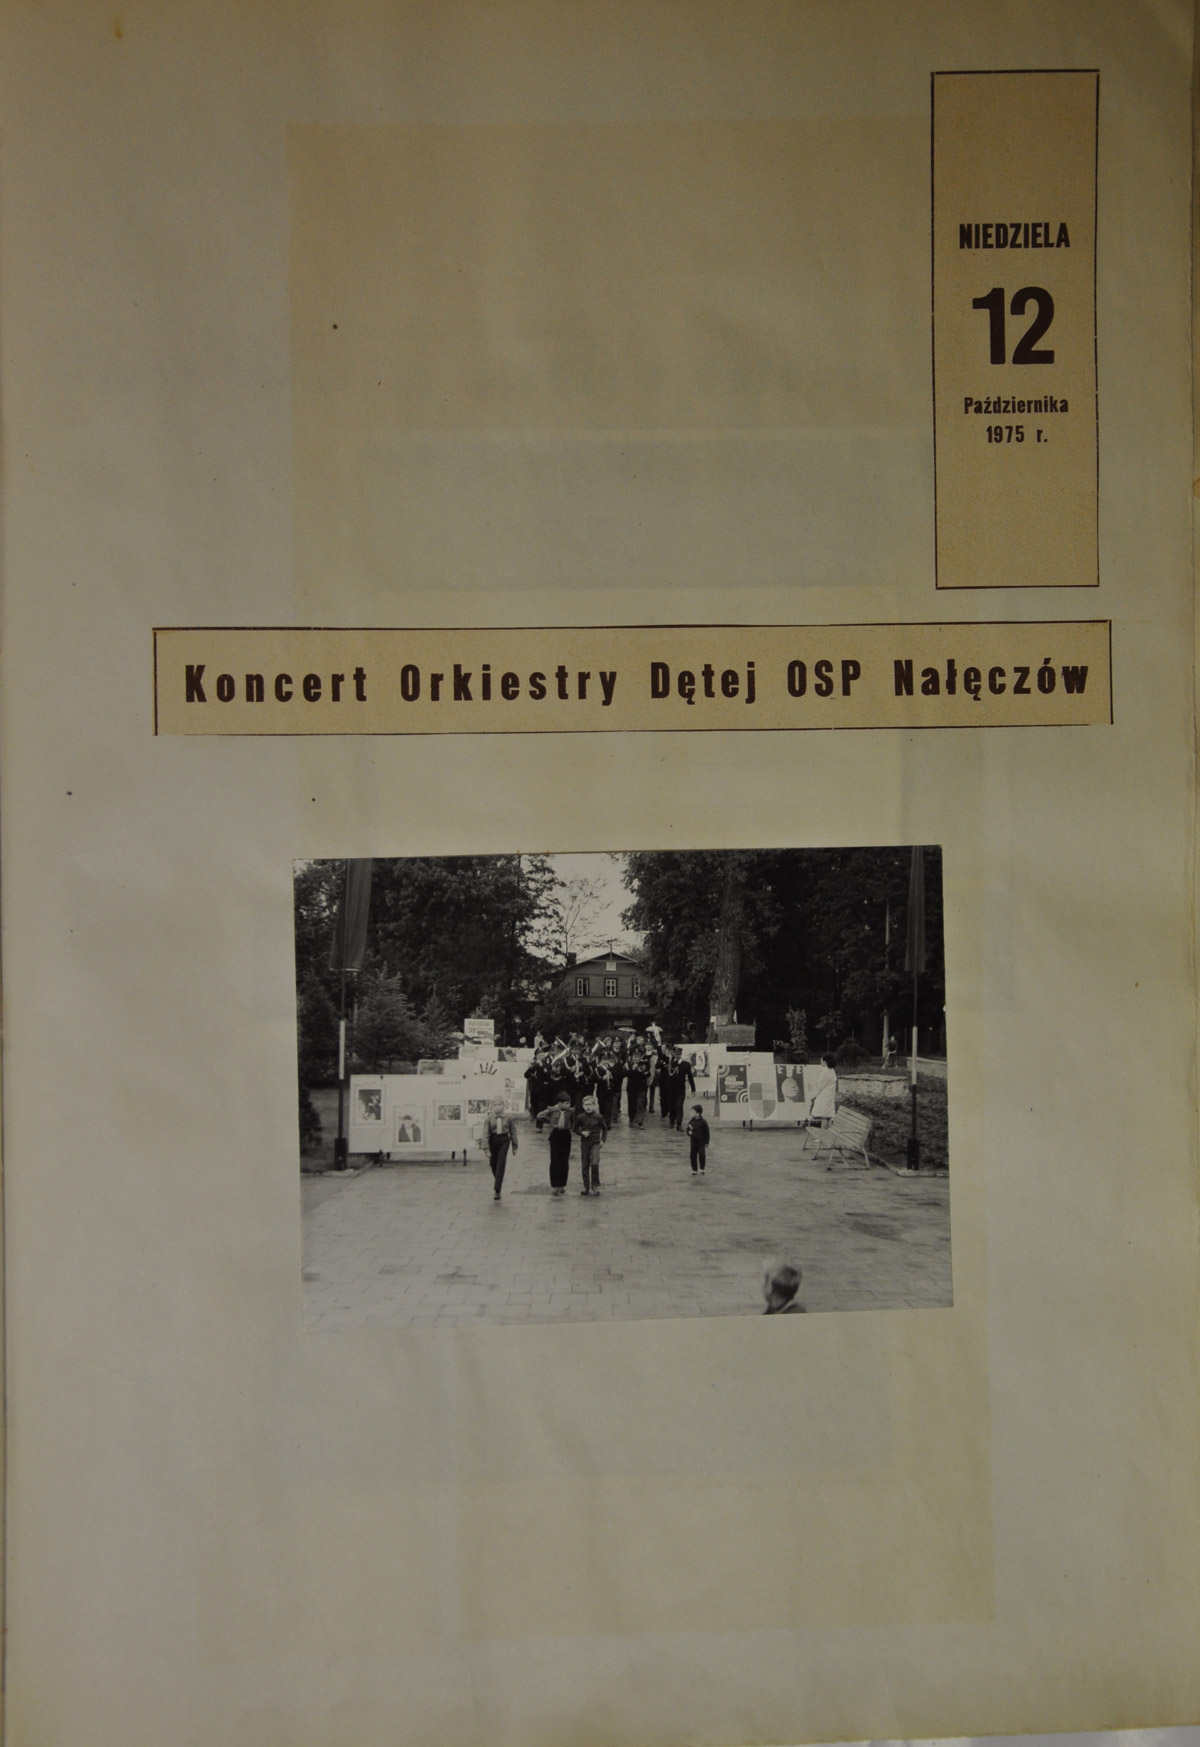 NIEDZIELA
12
Października
1975 r.
Koncert Orkiestry Dętej OSP Nałęczów